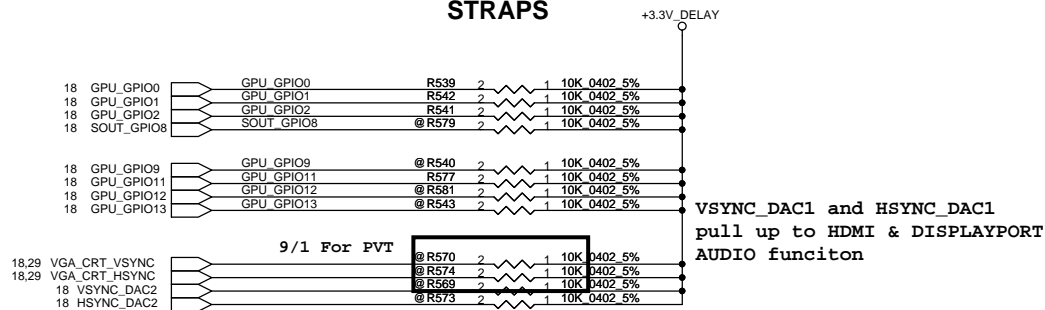 STRAPS
+3.3V_DELAY
18 GPU_GPIO0 GPU_GPIO0 R539 2 1 10K_0402_5%
18 GPU_GPIO1 GPU_GPIO1 R542 2 1 10K_0402_5%
18 GPU_GPIO2 GPU_GPIO2 R541 2 1 10K_0402_5%
18 SOUT_GPIO8 SOUT_GPIO8 @R579 2 1 10K_0402_5%
18 GPU_GPIO9 GPU_GPIO9 @R540 2 1 10K_0402_5%
18 GPU_GPIO11 GPU_GPIO11 R577 2 1 10K_0402_5%
18 GPU_GPIO12 GPU_GPIO12 @R581 2 1 10K_0402_5%
18 GPU_GPIO13 GPU_GPIO13 @R543 2 1 10K_0402_5%
VSYNC_DAC1 and HSYNC_DAC1
pull up to HDMI & DISPLAYPORT
AUDIO funciton
9/1 For PVT
18,29 VGA_CRT_VSYNC @R570 2 1 10K_0402_5%
18,29 VGA_CRT_HSYNC @R574 2 1 10K_0402_5%
18 VSYNC_DAC2 @R569 2 1 10K_0402_5%
18 HSYNC_DAC2 @R573 2 1 10K_0402_5%